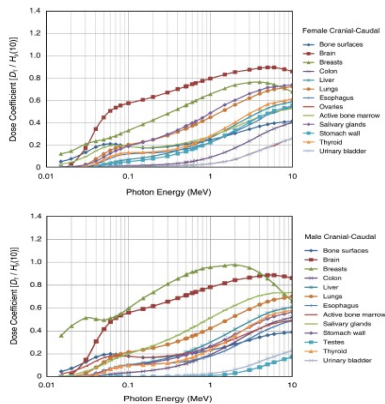 1.4
1.2
1.0
0.8
0.6
0.4
0.2
0
0.01
0.1
1
10
Dose Coefficient [Dₜ / Hₚ(10)]
Photon Energy (MeV)
Female Cranial-Caudal
Bone surfaces
Brain
Breasts
Colon
Liver
Lungs
Esophagus
Ovaries
Active bone marrow
Salivary glands
Stomach wall
Thyroid
Urinary bladder
1.4
1.2
1.0
0.8
0.6
0.4
0.2
0
0.01
0.1
1
10
Dose Coefficient [Dₜ / Hₚ(10)]
Photon Energy (MeV)
Male Cranial-Caudal
Bone surfaces
Brain
Breasts
Colon
Liver
Lungs
Esophagus
Active bone marrow
Salivary glands
Stomach wall
Testes
Thyroid
Urinary bladder